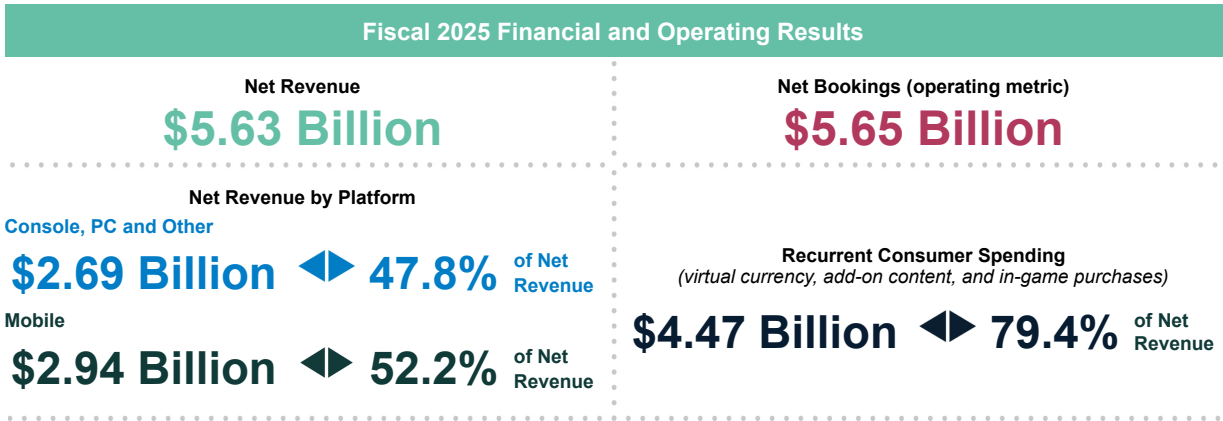 Fiscal 2025 Financial and Operating Results
Net Revenue
$5.63 Billion
Net Bookings (operating metric)
$5.65 Billion
Net Revenue by Platform
Console, PC and Other
$2.69 Billion
47.8%
of Net
Revenue
Mobile
$2.94 Billion
52.2%
of Net
Revenue
Recurrent Consumer Spending
(virtual currency, add-on content, and in-game purchases)
$4.47 Billion
79.4%
of Net
Revenue